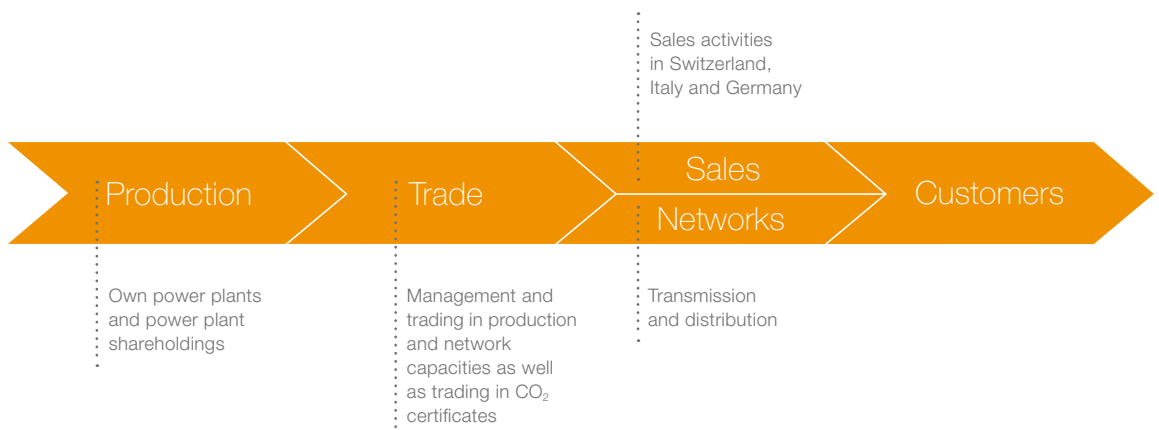 Sales activities
in Switzerland,
Italy and Germany
Production
Trade
Sales
Networks
Customers
Own power plants
and power plant
shareholdings
Management and
trading in production
and network
capacities as well
as trading in CO₂
certificates
Transmission
and distribution